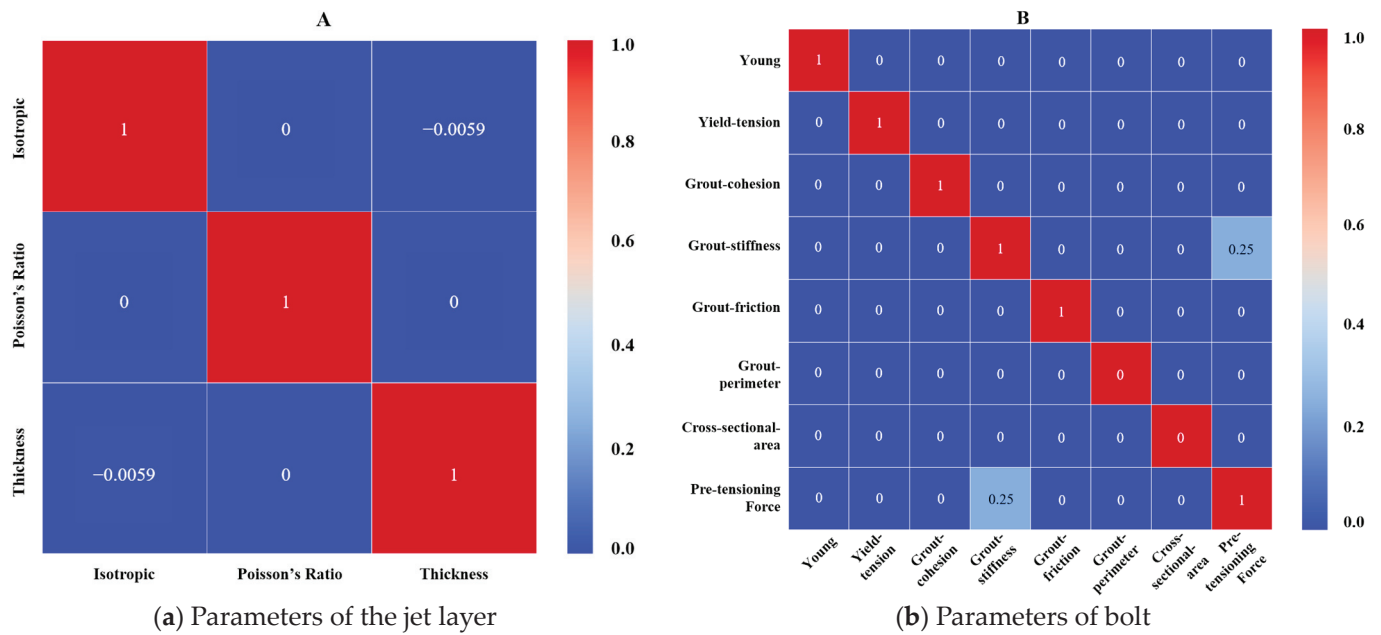 A
Isotropic
Poisson's Ratio
Thickness
1 0 −0.0059
0 1 0
−0.0059 0 1
1.0
0.8
0.6
0.4
0.2
0.0
Isotropic Poisson's Ratio Thickness
(a) Parameters of the jet layer
B
Young 1 0 0 0 0 0 0 0
Yield-tension 0 1 0 0 0 0 0 0
Grout-cohesion 0 0 1 0 0 0 0 0
Grout-stiffness 0 0 0 1 0 0 0 0.25
Grout-friction 0 0 0 0 1 0 0 0
Grout-
perimeter 0 0 0 0 0 0 0 0
Cross-sectional-
area 0 0 0 0 0 0 0 0
Pre-tensioning
Force 0 0 0 0.25 0 0 0 1
1.0
0.8
0.6
0.4
0.2
0.0
Young
Yield-
tension
Grout-
cohesion
Grout-
stiffness
Grout-
friction
Grout-
perimeter
Cross-
sectional-
area
Pre-
tensioning
Force
(b) Parameters of bolt